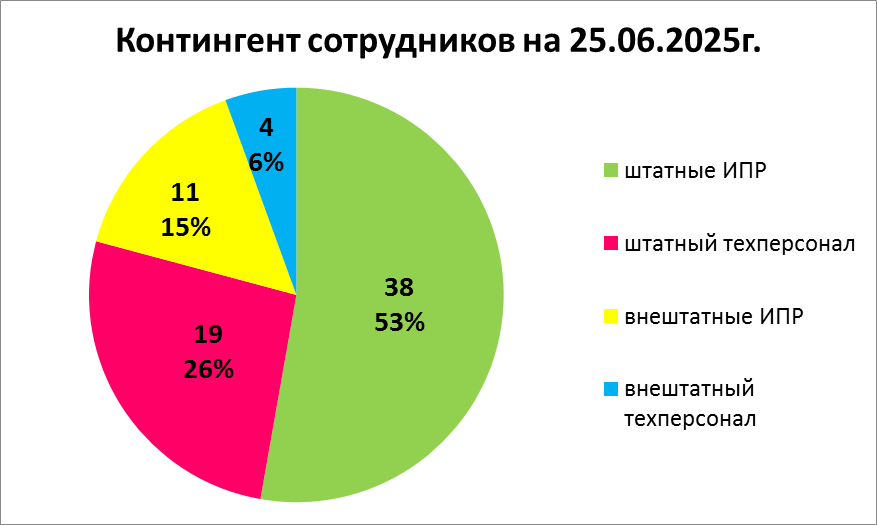 Контингент сотрудников на 25.06.2025г.
4
6%
11
15%
38
53%
19
26%
штатные ИПР
штатный техперсонал
внештатные ИПР
внештатный
техперсонал